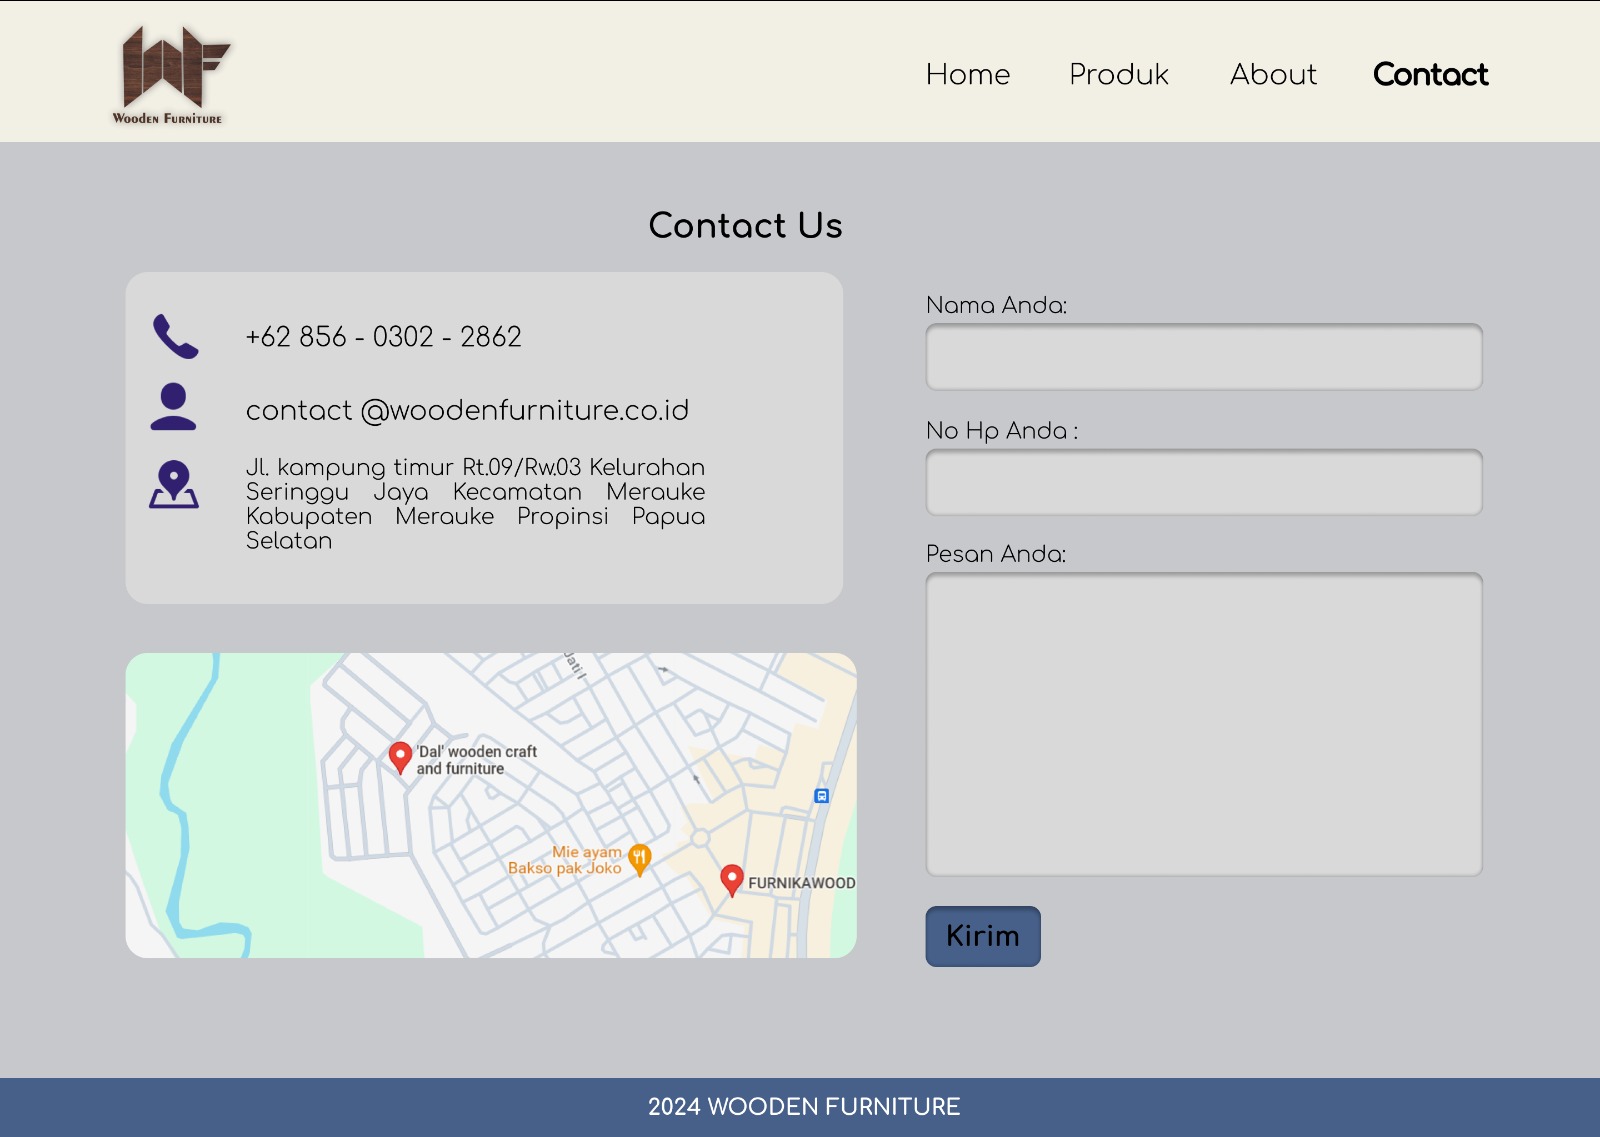 Wooden Furniture
Home Produk About Contact
Contact Us
+62 856 - 0302 - 2862
contact @woodenfurniture.co.id
Jl. kampung timur Rt.09/Rw.03 Kelurahan
Seringgu Jaya Kecamatan Merauke
Kabupaten Merauke Propinsi Papua
Selatan
Nama Anda:
No Hp Anda :
Pesan Anda:
Kirim
'Dal' wooden craft
and furniture
Mie ayam
Bakso pak Joko
FURNIKAWOOD
2024 WOODEN FURNITURE